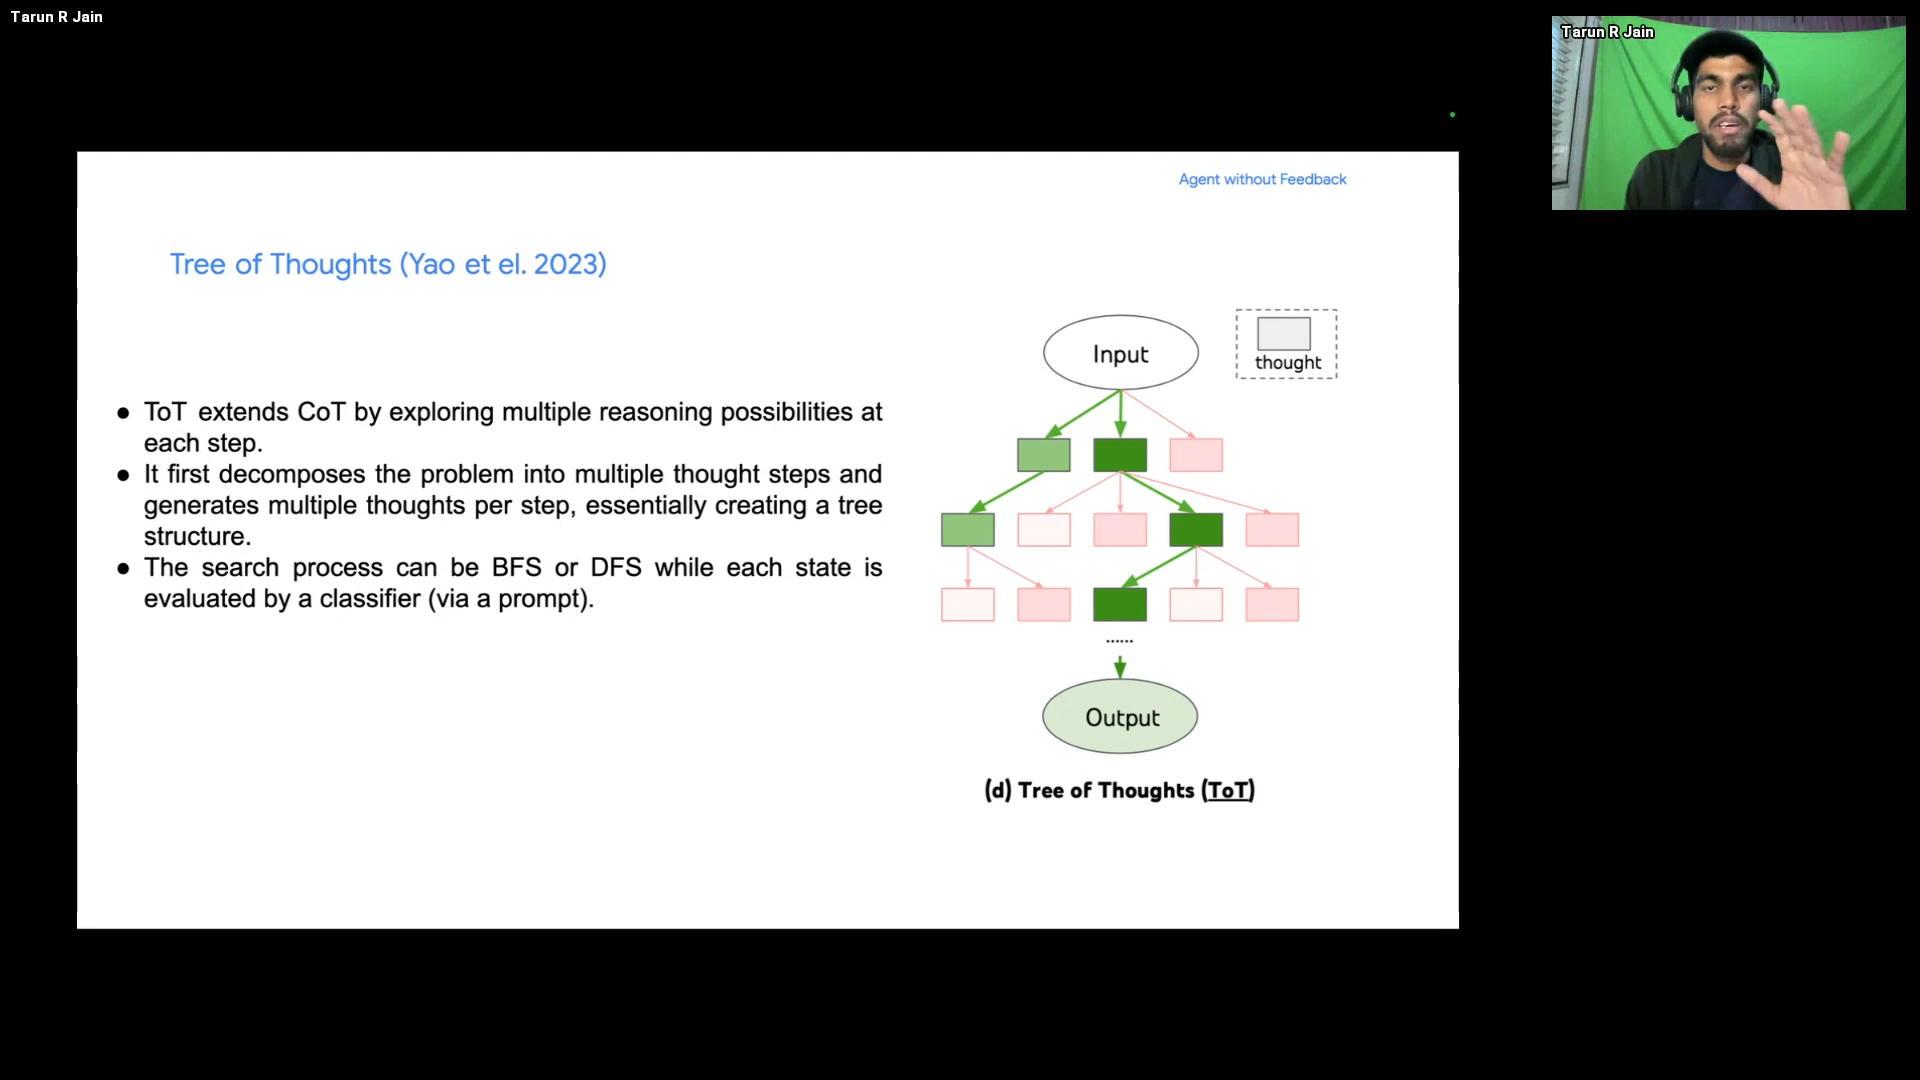 Tarun R Jain
Tarun R Jain
Agent without Feedback
Tree of Thoughts (Yao et el. 2023)
● ToT extends CoT by exploring multiple reasoning possibilities at
each step.
● It first decomposes the problem into multiple thought steps and
generates multiple thoughts per step, essentially creating a tree
structure.
● The search process can be BFS or DFS while each state is
evaluated by a classifier (via a prompt).
Input
thought
......
Output
(d) Tree of Thoughts (ToT)